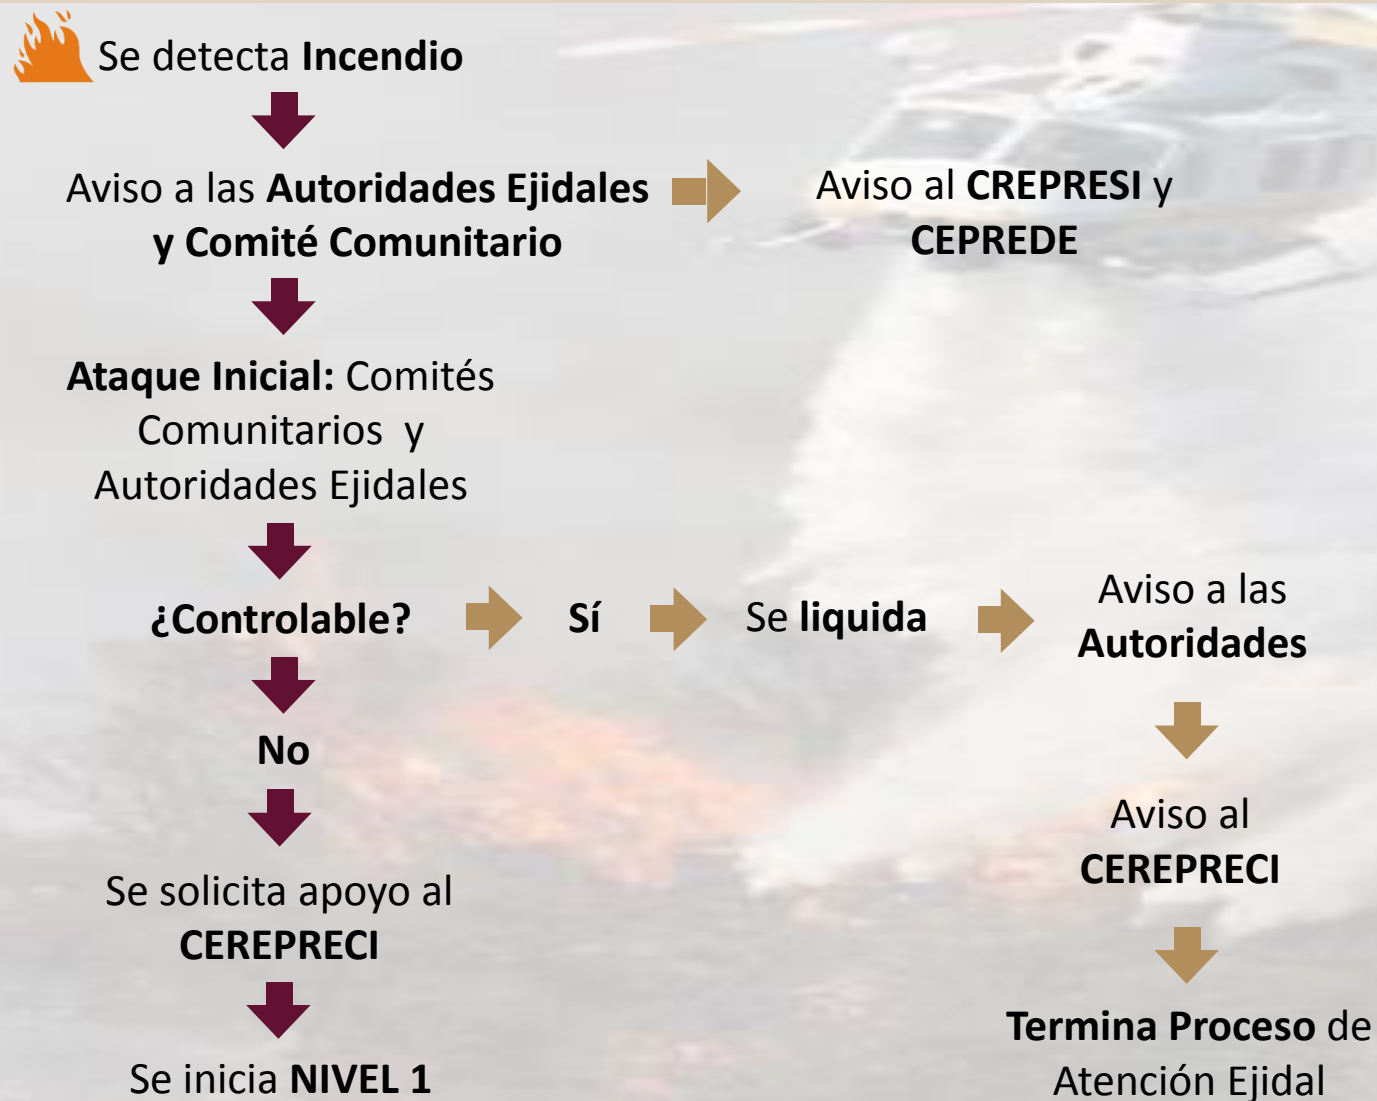 Se detecta Incendio
Aviso a las Autoridades Ejidales
y Comité Comunitario
Aviso al CREPRESI y
CEPREDE
Ataque Inicial: Comités
Comunitarios y
Autoridades Ejidales
¿Controlable?
Sí
Se liquida
Aviso a las
Autoridades
No
Aviso al
CEREPRECI
Se solicita apoyo al
CEREPRECI
Termina Proceso de
Atención Ejidal
Se inicia NIVEL 1